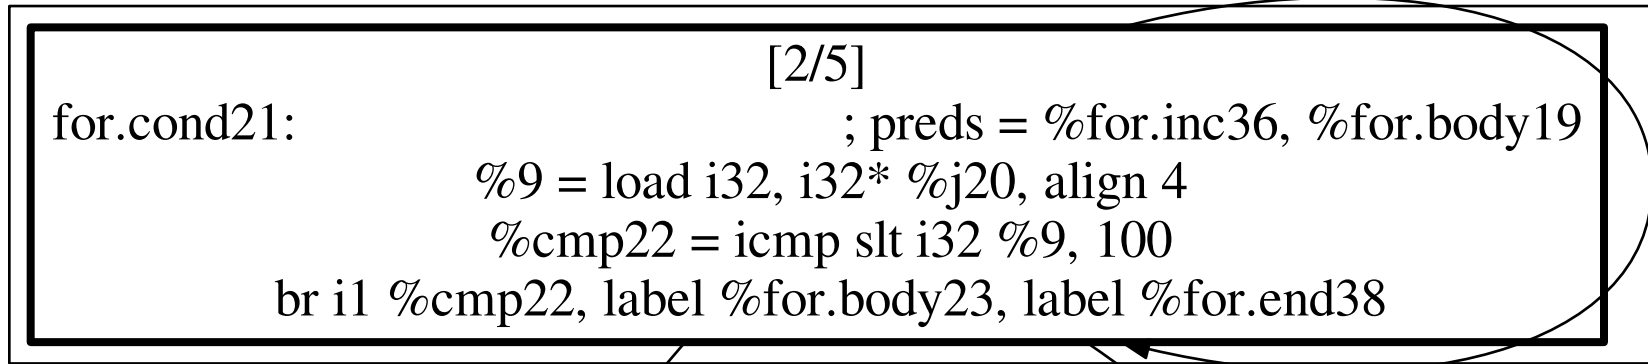 [2/5]
for.cond21: ; preds = %for.inc36, %for.body19
%9 = load i32, i32* %j20, align 4
%cmp22 = icmp slt i32 %9, 100
br i1 %cmp22, label %for.body23, label %for.end38